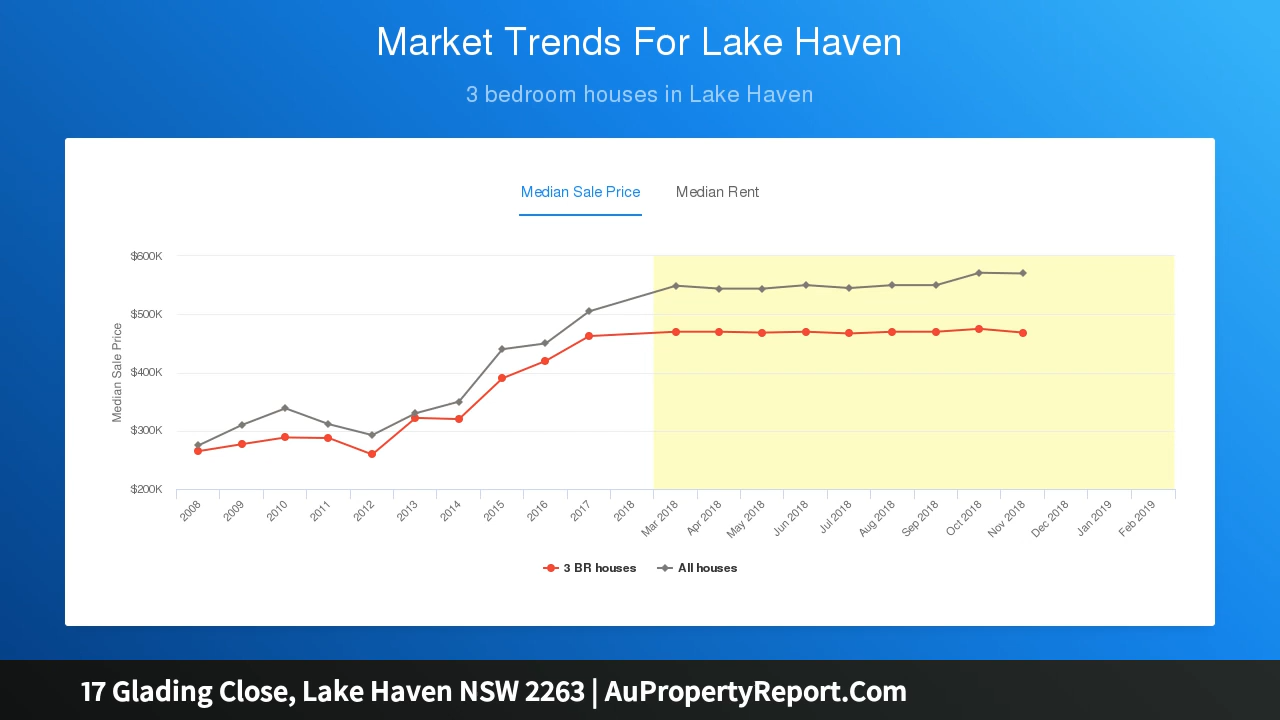 Market Trends For Lake Haven
3 bedroom houses in Lake Haven
Median Sale Price
Median Rent
Median Sale Price
$600K
$500K
$400K
$300K
$200K
2008
2009
2010
2011
2012
2013
2014
2015
2016
2017
2018
Mar 2018
Apr 2018
May 2018
Jun 2018
Jul 2018
Aug 2018
Sep 2018
Oct 2018
Nov 2018
Dec 2018
Jan 2019
Feb 2019
3 BR houses
All houses
17 Glading Close, Lake Haven NSW 2263 | AuPropertyReport.Com